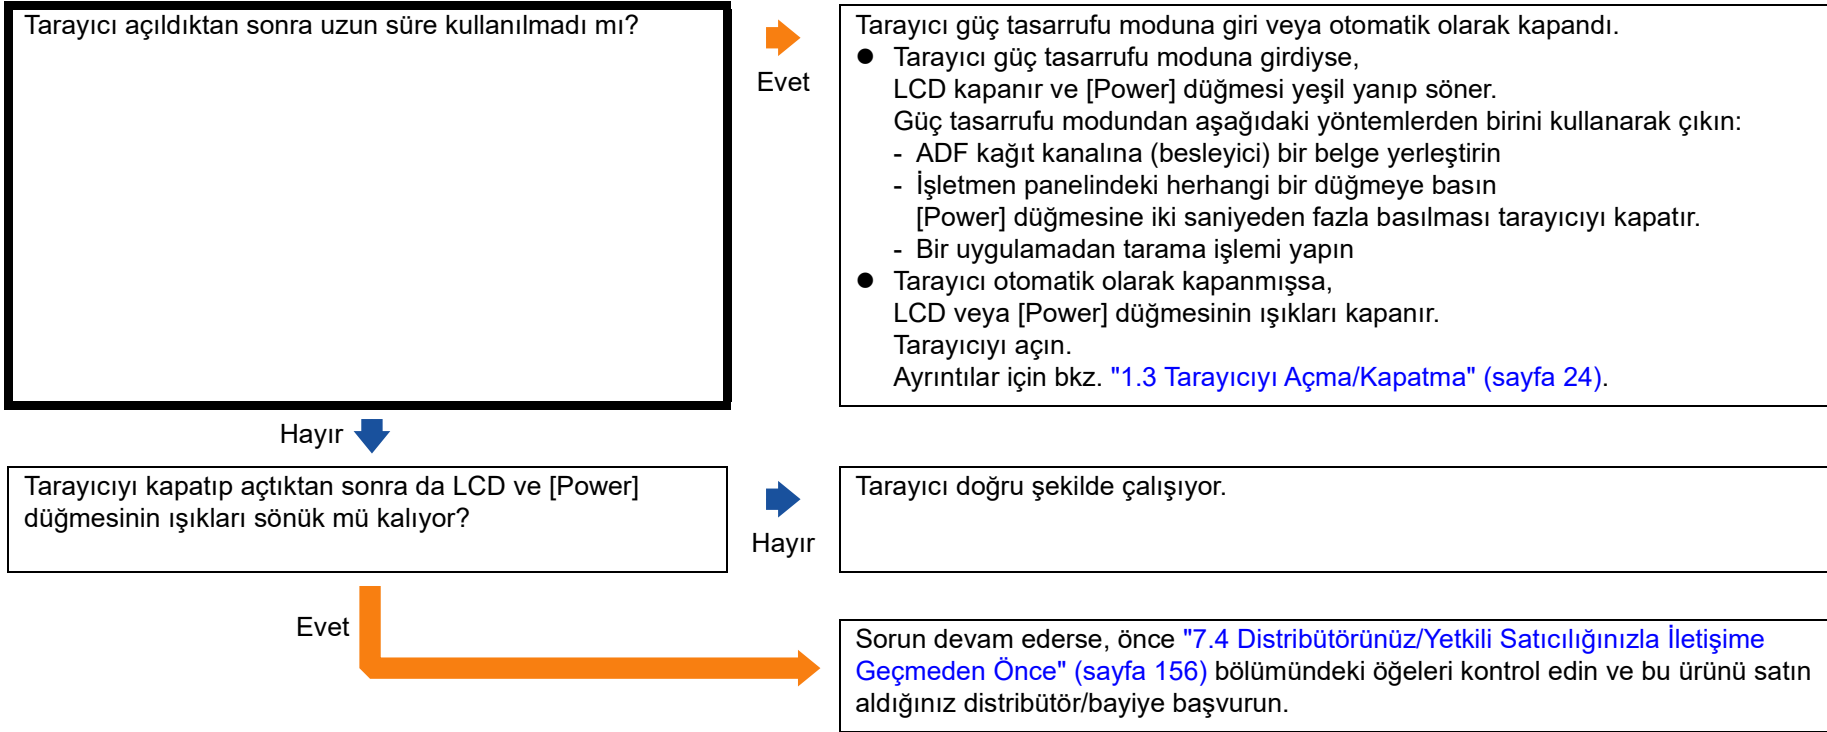 Tarayıcı açıldıktan sonra uzun süre kullanılmadı mı?
Evet
Tarayıcı güç tasarrufu moduna giri veya otomatik olarak kapandı.
● Tarayıcı güç tasarrufu moduna girdiyse,
LCD kapanır ve [Power] düğmesi yeşil yanıp söner.
Güç tasarrufu modundan aşağıdaki yöntemlerden birini kullanarak çıkın:
- ADF kağıt kanalına (besleyici) bir belge yerleştirin
- İşletmen panelindeki herhangi bir düğmeye basın
[Power] düğmesine iki saniyeden fazla basılması tarayıcıyı kapatır.
- Bir uygulamadan tarama işlemi yapın
● Tarayıcı otomatik olarak kapanmışsa,
LCD veya [Power] düğmesinin ışıkları kapanır.
Tarayıcıyı açın.
Ayrıntılar için bkz. "1.3 Tarayıcıyı Açma/Kapatma" (sayfa 24).
Hayır
Tarayıcıyı kapatıp açtıktan sonra da LCD ve [Power]
düğmesinin ışıkları sönük mü kalıyor?
Hayır
Tarayıcı doğru şekilde çalışıyor.
Evet
Sorun devam ederse, önce "7.4 Distribütörünüz/Yetkili Satıcılığınızla İletişime
Geçmeden Önce" (sayfa 156) bölümündeki öğeleri kontrol edin ve bu ürünü satın
aldığınız distribütör/bayiye başvurun.